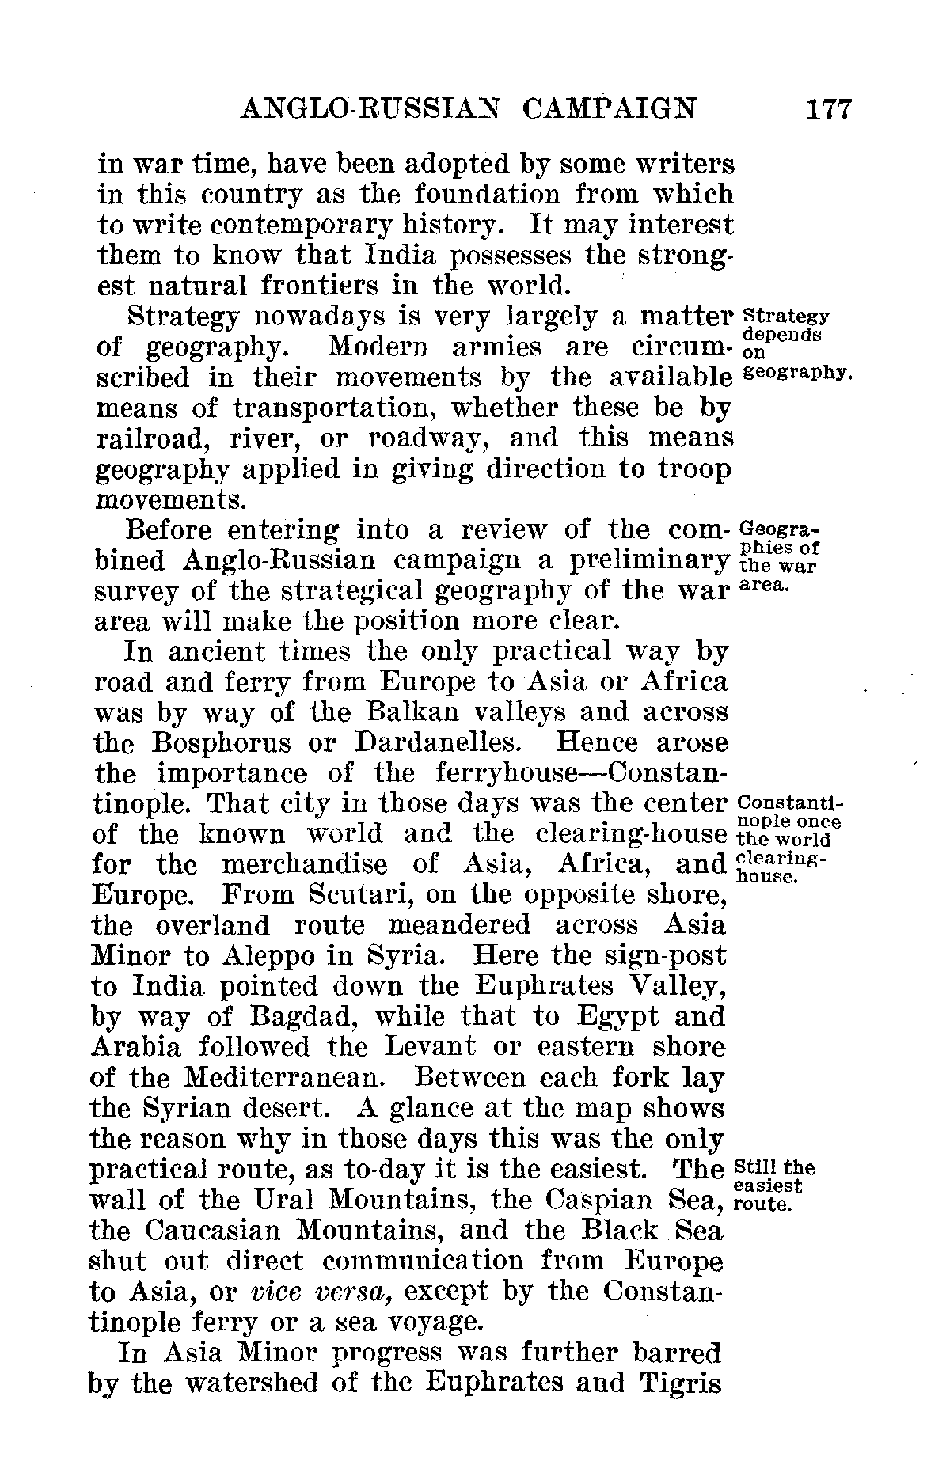 ANGLO-RUSSIAN CAMPAIGN 177
in war time, have been adopted by some writers
in this country as the foundation from which
to write contemporary history. It may interest
them to know that India possesses the strong-
est natural frontiers in the world.
Strategy nowadays is very largely a matter
of geography. Modern armies are circum-
scribed in their movements by the available
means of transportation, whether these be by
railroad, river, or roadway, and this means
geography applied in giving direction to troop
movements.
Strategy
depends
on
geography.
Before entering into a review of the com-
bined Anglo-Russian campaign a preliminary
survey of the strategical geography of the war
area will make the position more clear.
Geogra-
phies of
the war
area.
In ancient times the only practical way by
road and ferry from Europe to Asia or Africa
was by way of the Balkan valleys and across
the Bosphorus or Dardanelles. Hence arose
the importance of the ferryhouse—Constan-
tinople. That city in those days was the center
of the known world and the clearing-house
for the merchandise of Asia, Africa, and
Europe. From Scutari, on the opposite shore,
the overland route meandered across Asia
Minor to Aleppo in Syria. Here the sign-post
to India pointed down the Euphrates Valley,
by way of Bagdad, while that to Egypt and
Arabia followed the Levant or eastern shore
of the Mediterranean. Between each fork lay
the Syrian desert. A glance at the map shows
the reason why in those days this was the only
practical route, as to-day it is the easiest. The
wall of the Ural Mountains, the Caspian Sea,
the Caucasian Mountains, and the Black Sea
shut out direct communication from Europe
to Asia, or vice versa, except by the Constan-
tinople ferry or a sea voyage.
Constanti-
nople once
the world
clearing-
house.
Still the
easiest
route.
In Asia Minor progress was further barred
by the watershed of the Euphrates and Tigris